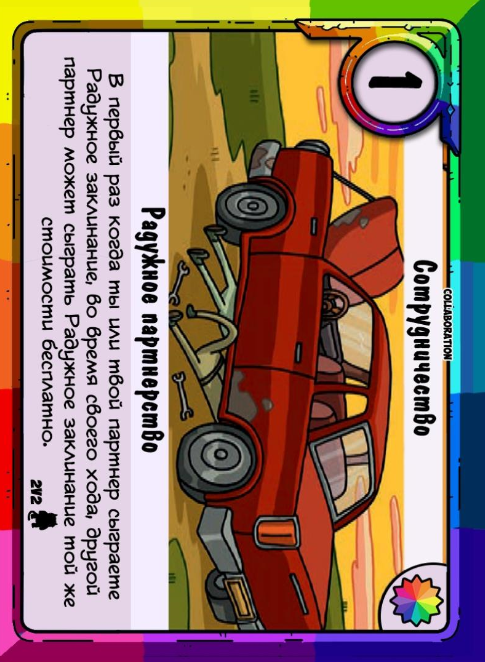 1
COLLABORATION
Сотрудничество
Радужное партнерство
В первый раз когда ты или твой партнер сыграете
Радужное заклинание, во время своего хода, другой
партнер может сыграть Радужное заклинание той же
стоимости бесплатно.
2V2